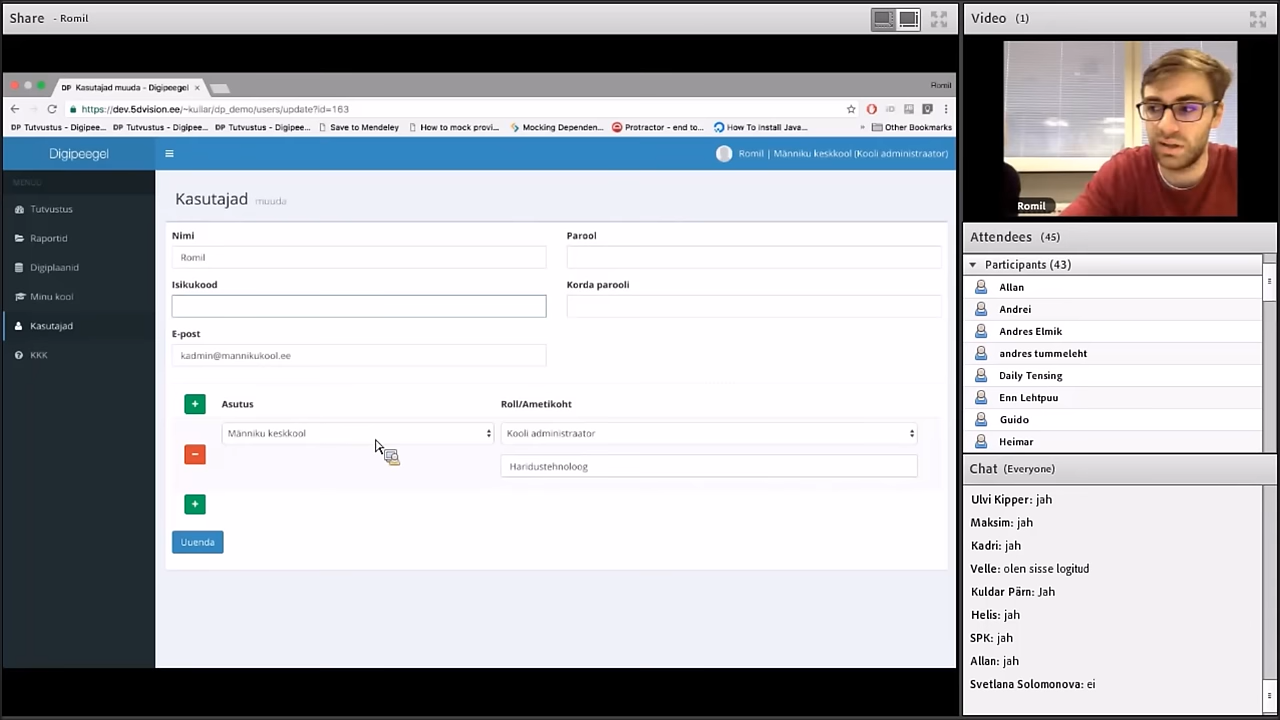 Share - Romil
DP Kasutajad muuda - Digipeegel
Romil
https://dev.5dvision.ee/~kullar/dp_demo/users/update?id=163
DP Tutvustus - Digipee... DP Tutvustus - Digipee... DP Tutvustus - Digipee... Save to Mendeley How to mock provi... Mocking Dependen... Protractor - end to... How To Install Java... » Other Bookmarks
Digipeegel
Romil | Männiku keskkool (Kooli administraator)
MENÜÜ
Tutvustus
Raportid
Digiplaanid
Minu kool
Kasutajad
KKK
Kasutajad muuda
Nimi
Romil
Parool
Isikukood
Korda parooli
E-post
kadmin@mannikukool.ee
+ Asutus Roll/Ametikoht
Männiku keskkool Kooli administraator
−
Haridustehnoloog
+
Uuenda
Video (1)
Romil
Attendees (45)
Participants (43)
Allan
Andrei
Andres Elmik
andres tummeleht
Daily Tensing
Enn Lehtpuu
Guido
Heimar
Chat (Everyone)
Ulvi Kipper: jah
Maksim: jah
Kadri: jah
Velle: olen sisse logitud
Kuldar Pärn: Jah
Helis: jah
SPK: jah
Allan: jah
Svetlana Solomonova: ei